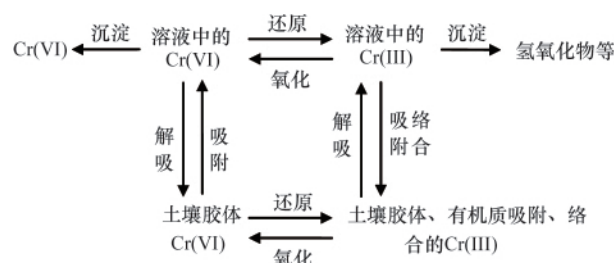 还原
沉淀
溶液中的
溶液中的
沉淀
Cr(VI)
Cr(VI)
Cr(III)
氢氧化物等
氧化
解吸
吸附
解吸
吸络
附合
还原
土壤胶体
土壤胶体、有机质吸附、络
Cr(VI)
合的Cr(III)
氧化